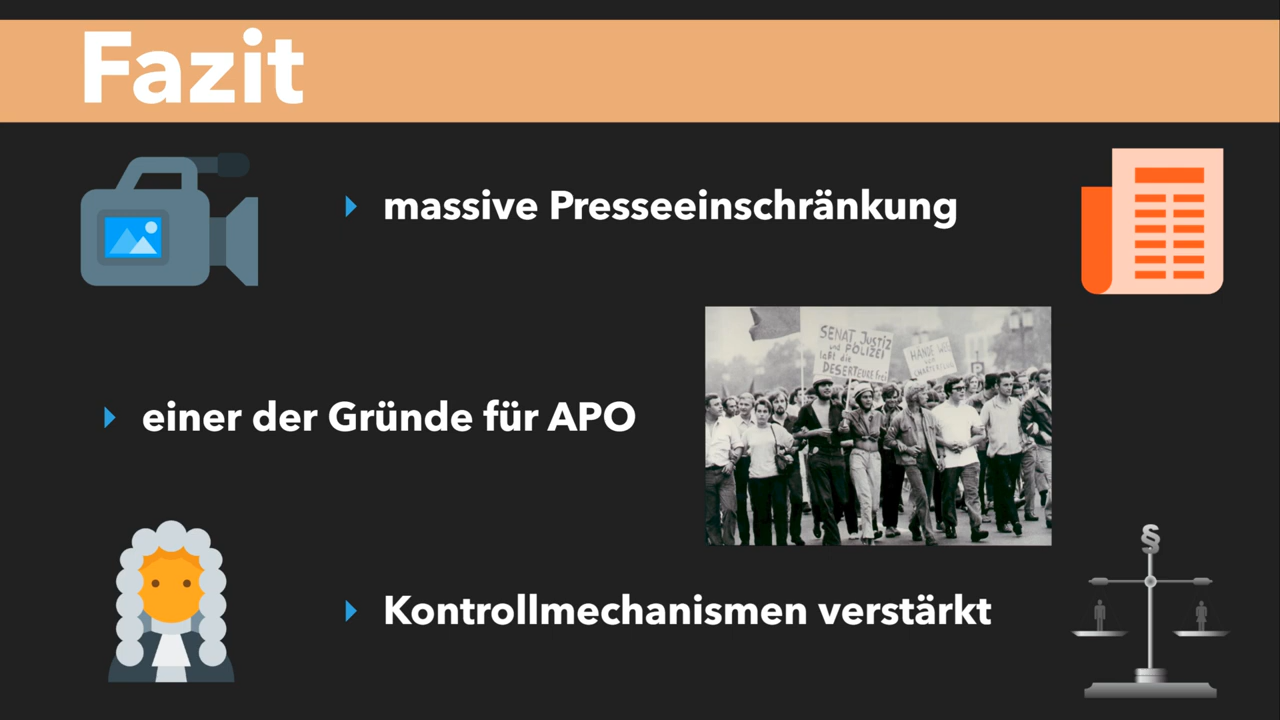 Fazit
massive Presseeinschränkung
SENAT, JUSTIZ
und POLIZEI
laßt die
DESERTEURE frei
HÄNDE WEG
P
einer der Gründe für APO
§
Kontrollmechanismen verstärkt